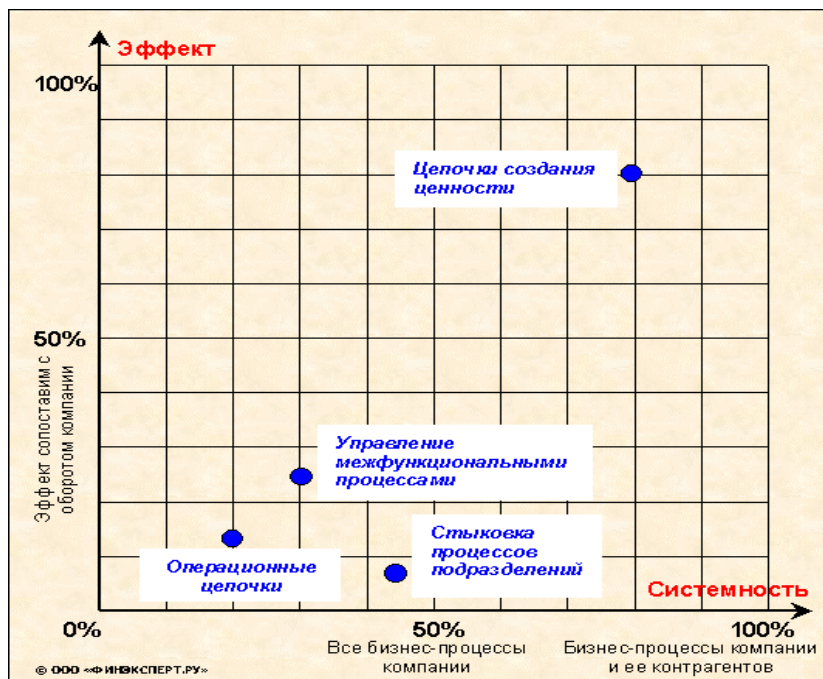 Эффект
100%
Цепочки создания
ценности
50%
Эффект сопоставим с
оборотом компании
Управление
межфункциональными
процессами
Стыковка
процессов
подразделений
Операционные
цепочки
Системность
0%
50%
100%
Все бизнес-процессы
компании
Бизнес-процессы компании
и ее контрагентов
© ООО «ФИНЭКСПЕРТ.РУ»